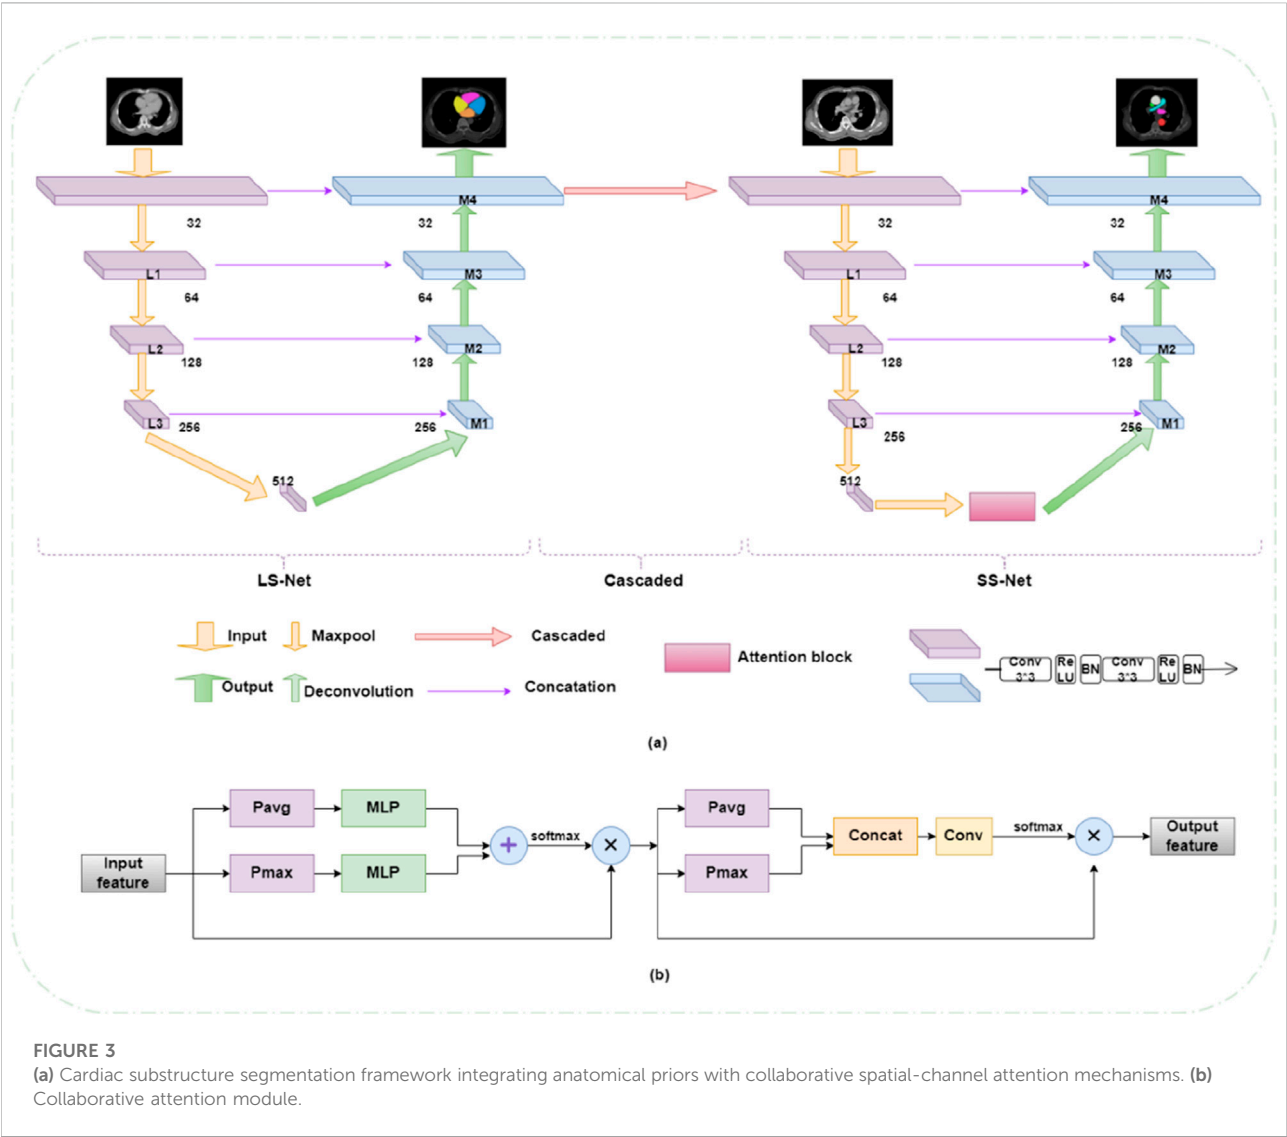 M4
M4
32
32
32
32
L1
M3
L1
M3
64
64
64
64
L2
M2
L2
M2
128
128
128
128
L3
M1
L3
M1
256
256
256
256
512
512
LS-Net
Cascaded
SS-Net
Input
Maxpool
Cascaded
Attention block
Output
Deconvolution
Concatation
Conv
3*3
Re
LU
BN
Conv
3*3
Re
LU
BN
(a)
Input
feature
Pavg
MLP
Pmax
MLP
+
softmax
×
Pavg
Pmax
Concat
Conv
softmax
×
Output
feature
(b)
FIGURE 3
(a) Cardiac substructure segmentation framework integrating anatomical priors with collaborative spatial-channel attention mechanisms. (b)
Collaborative attention module.